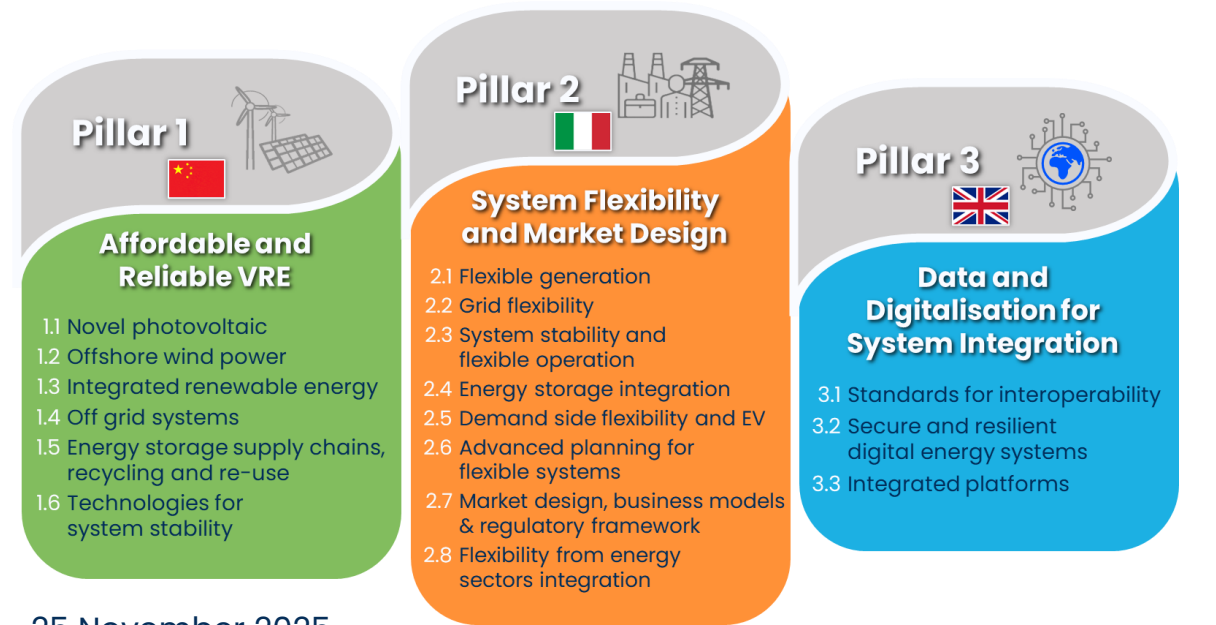 Pillar 1
Affordable and
Reliable VRE
1.1 Novel photovoltaic
1.2 Offshore wind power
1.3 Integrated renewable energy
1.4 Off grid systems
1.5 Energy storage supply chains,
recycling and re-use
1.6 Technologies for
system stability
Pillar 2
System Flexibility
and Market Design
2.1 Flexible generation
2.2 Grid flexibility
2.3 System stability and
flexible operation
2.4 Energy storage integration
2.5 Demand side flexibility and EV
2.6 Advanced planning for
flexible systems
2.7 Market design, business models
& regulatory framework
2.8 Flexibility from energy
sectors integration
Pillar 3
Data and
Digitalisation for
System Integration
3.1 Standards for interoperability
3.2 Secure and resilient
digital energy systems
3.3 Integrated platforms
25 November 2025